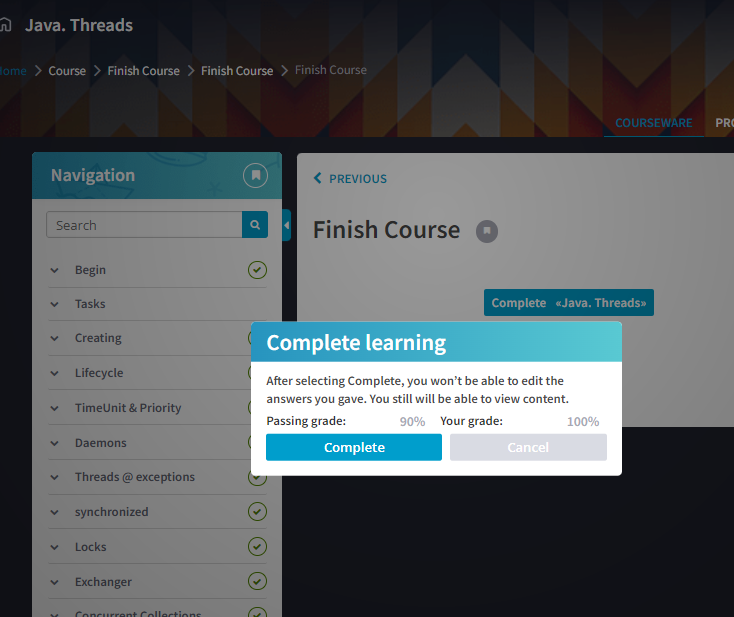 Java. Threads
Home > Course > Finish Course > Finish Course > Finish Course
COURSEWARE
Navigation
Search
Begin
Tasks
Creating
Lifecycle
TimeUnit & Priority
Daemons
Threads @ exceptions
synchronized
Locks
Exchanger
Concurrent Collections
PREVIOUS
Finish Course
Complete «Java. Threads»
Complete learning
After selecting Complete, you won't be able to edit the
answers you gave. You still will be able to view content.
Passing grade: 90% Your grade: 100%
Complete Cancel